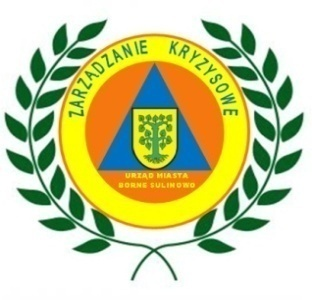 ZARZĄDZANIE KRYZYSOWE
URZĄD MIASTA
BORNE SULINOWO